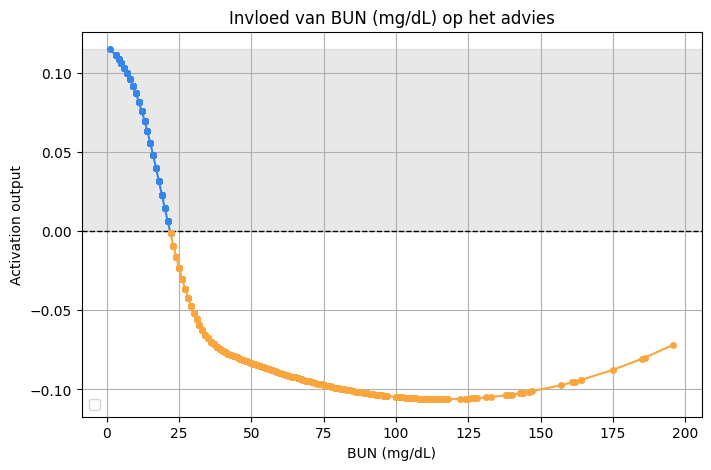 Invloed van BUN (mg/dL) op het advies
Activation output
0.10
0.05
0.00
−0.05
−0.10
0 25 50 75 100 125 150 175 200
BUN (mg/dL)